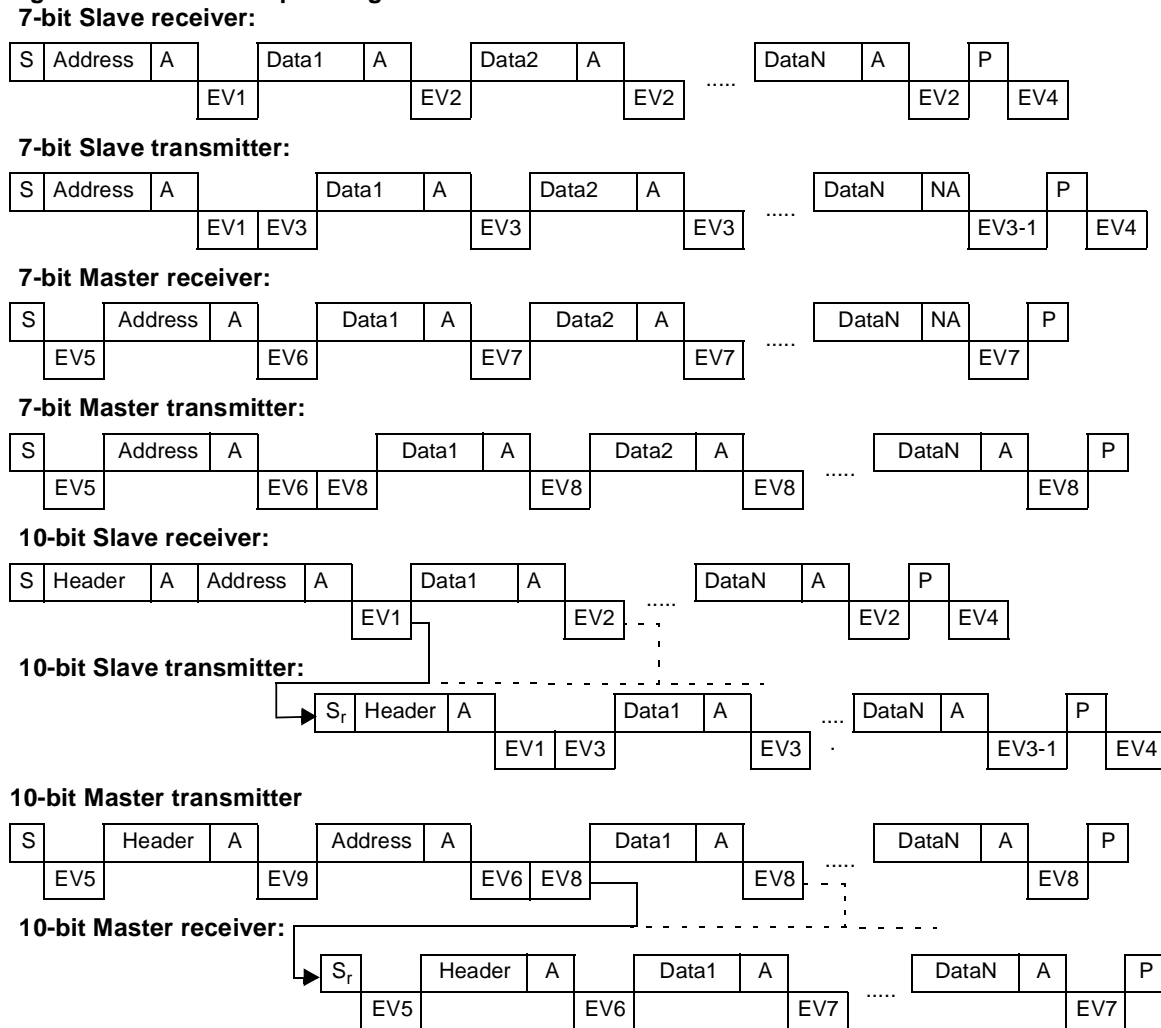 7-bit Slave receiver:
S Address A Data1 A Data2 A ..... DataN A P
EV1 EV2 EV2 EV2 EV4
7-bit Slave transmitter:
S Address A Data1 A Data2 A ..... DataN NA P
EV1 EV3 EV3 EV3 EV3-1 EV4
7-bit Master receiver:
S Address A Data1 A Data2 A ..... DataN NA P
EV5 EV6 EV7 EV7 EV7
7-bit Master transmitter:
S Address A Data1 A Data2 A ..... DataN A P
EV5 EV6 EV8 EV8 EV8 EV8
10-bit Slave receiver:
S Header A Address A Data1 A ..... DataN A P
EV1 EV2 EV2 EV4
10-bit Slave transmitter:
Sr Header A Data1 A .... DataN A P
EV1 EV3 EV3 . EV3-1 EV4
10-bit Master transmitter
S Header A Address A Data1 A ..... DataN A P
EV5 EV9 EV6 EV8 EV8 EV8
10-bit Master receiver:
Sr Header A Data1 A ..... DataN A P
EV5 EV6 EV7 EV7